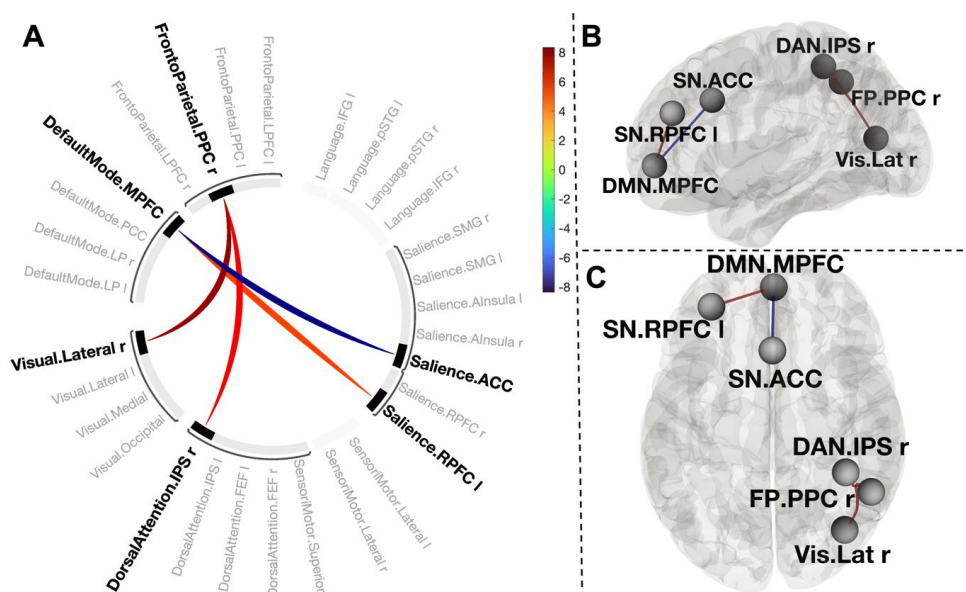 A
FrontoParietal.LPFC l
FrontoParietal.PPC l
FrontoParietal.PPC r
FrontoParietal.LPFC r
DefaultMode.MPFC
DefaultMode.PCC
DefaultMode.LP r
DefaultMode.LP l
Visual.Lateral r
Visual.Lateral l
Visual.Medial
Visual.Occipital
DorsalAttention.IPS r
DorsalAttention.IPS l
DorsalAttention.FEF l
DorsalAttention.FEF r
SensoriMotor.Superior
SensoriMotor.Lateral r
SensoriMotor.Lateral l
Salience.RPFC l
Salience.RPFC r
Salience.ACC
Salience.AInsula r
Salience.AInsula l
Salience.SMG l
Salience.SMG r
Language.IFG r
Language.pSTG r
Language.pSTG l
Language.IFG l
8
6
4
2
0
-2
-4
-6
-8
B
DAN.IPS r
SN.ACC
FP.PPC r
SN.RPFC l
Vis.Lat r
DMN.MPFC
C
DMN.MPFC
SN.RPFC l
SN.ACC
DAN.IPS r
FP.PPC r
Vis.Lat r